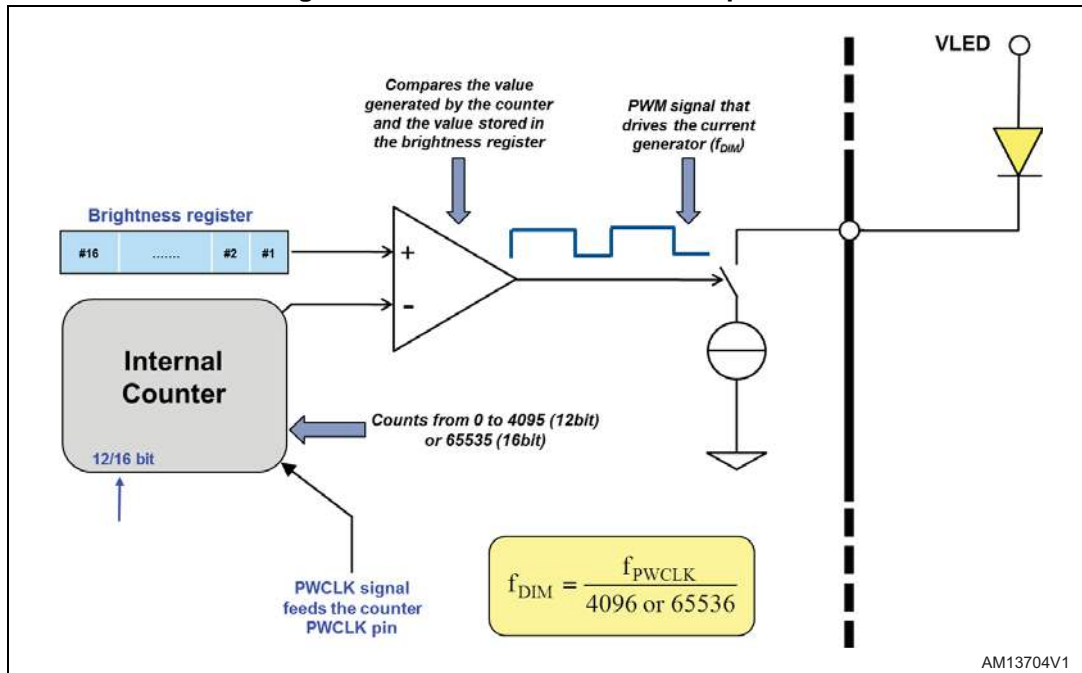 VLED
Compares the value
generated by the counter
and the value stored in
the brightness register
PWM signal that
drives the current
generator (fDIM)
Brightness register
#16
.......
#2
#1
+
-
Internal
Counter
12/16 bit
Counts from 0 to 4095 (12bit)
or 65535 (16bit)
PWCLK signal
feeds the counter
PWCLK pin
fDIM = fPWCLK / 4096 or 65536
AM13704V1